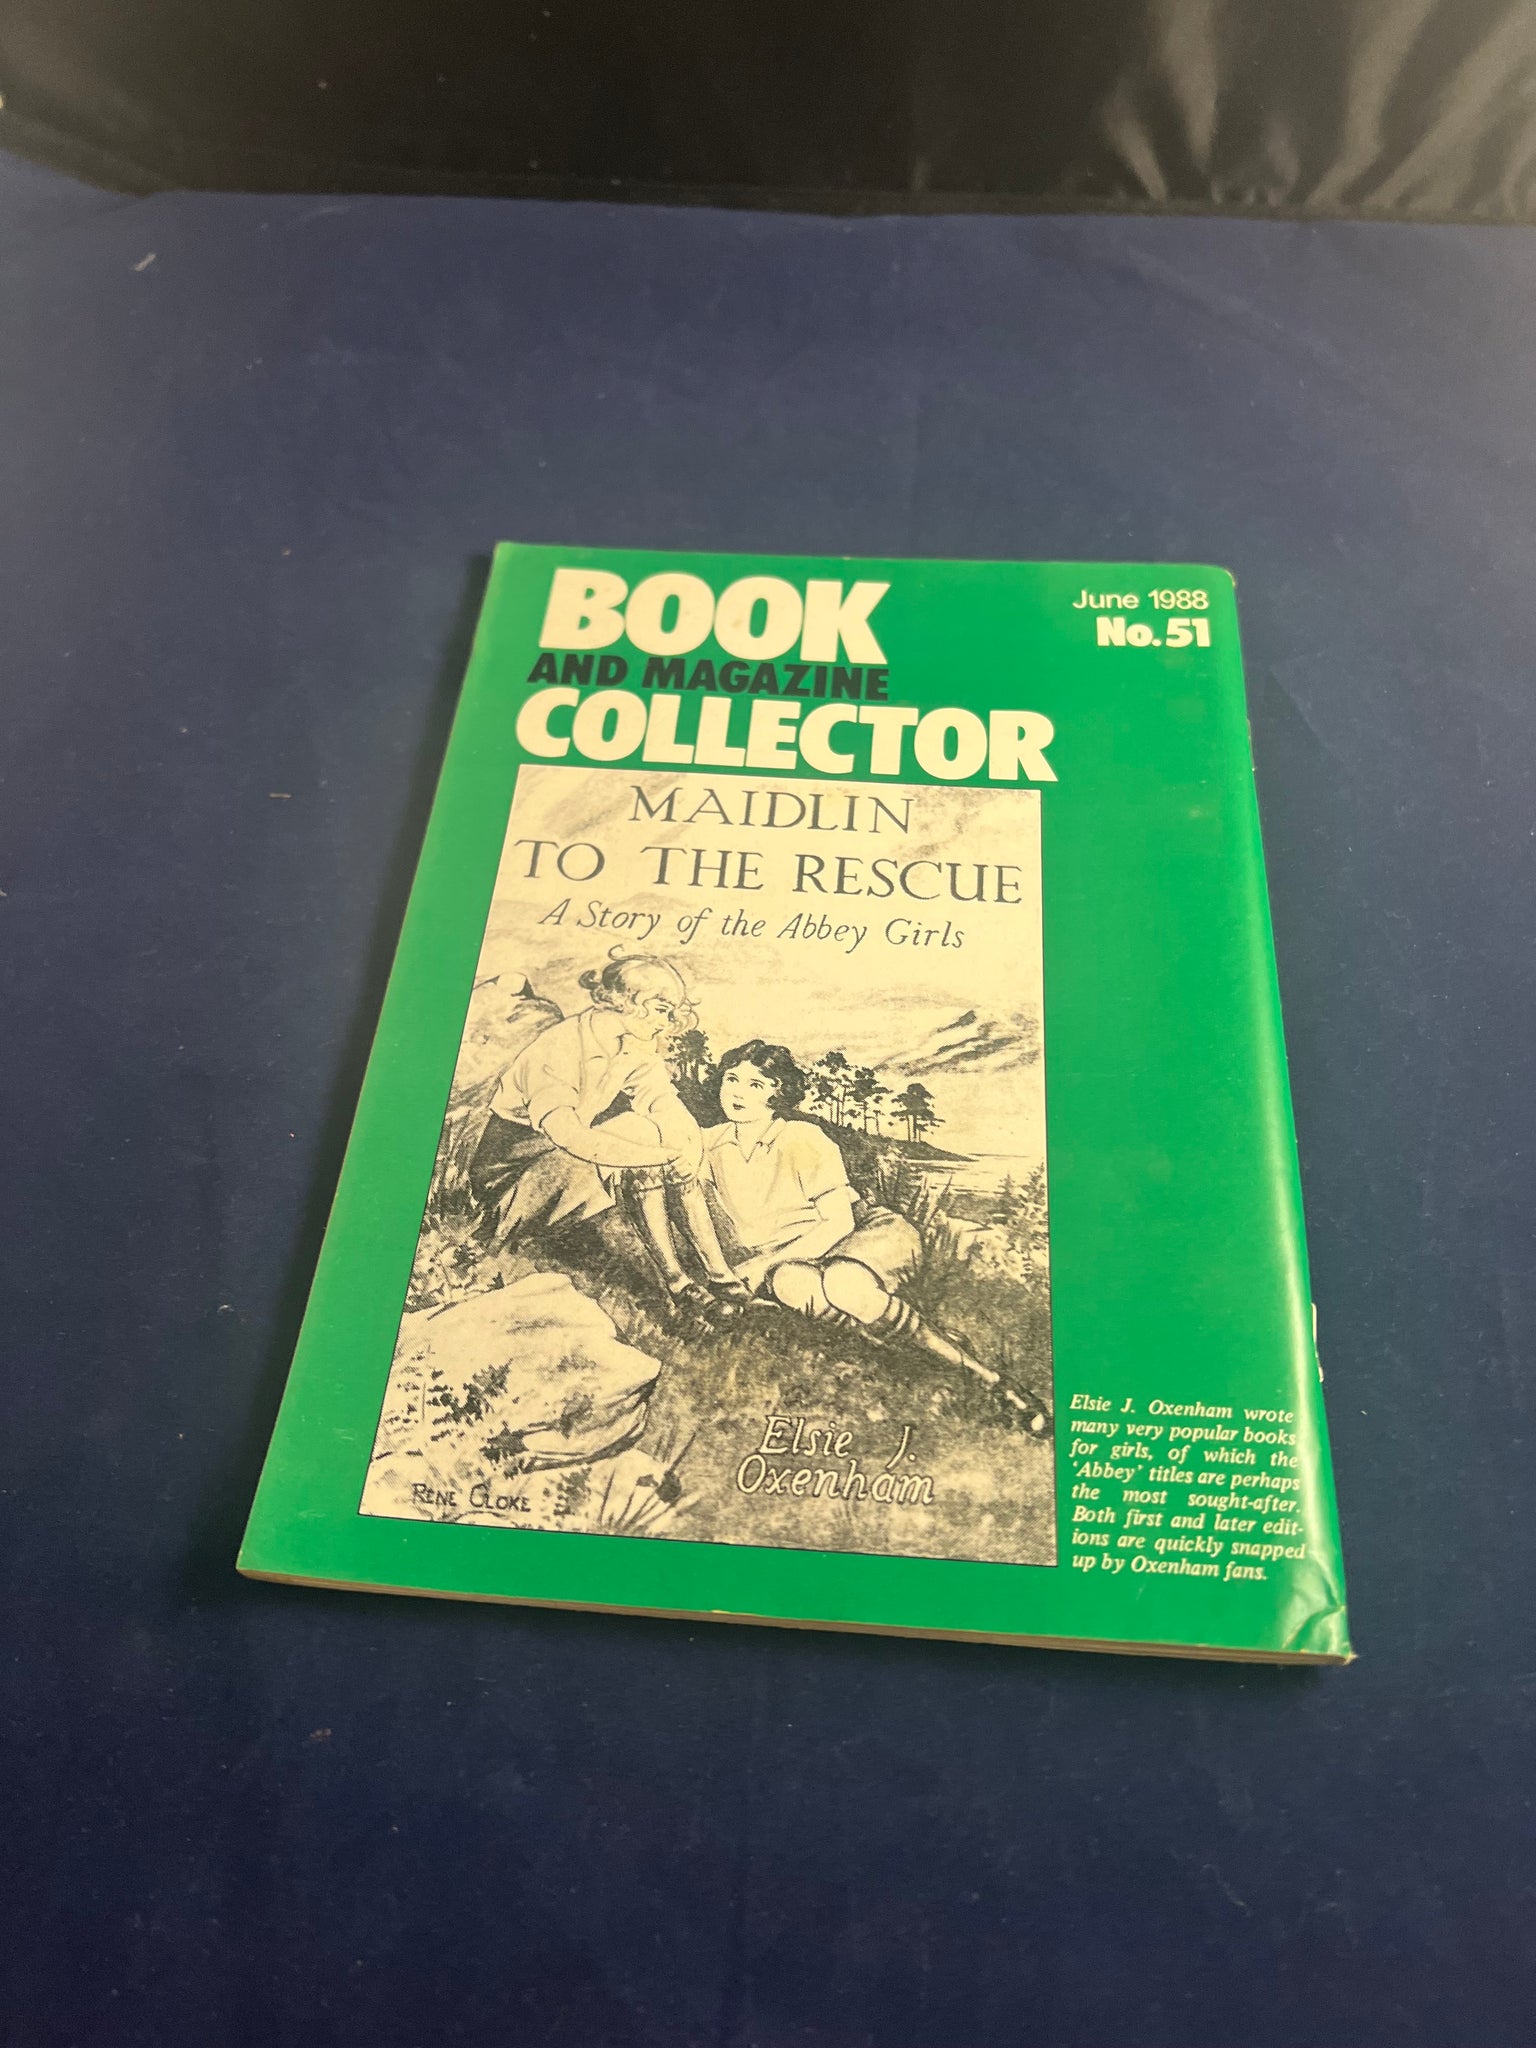 BOOK
AND MAGAZINE
COLLECTOR
June 1988
No.51
MAIDLIN
TO THE RESCUE
A Story of the Abbey Girls
Elsie J.
Oxenham
RENE CLOKE
Elsie J. Oxenham wrote
many very popular books
for girls, of which the
'Abbey' titles are perhaps
the most sought-after.
Both first and later edit-
ions are quickly snapped
up by Oxenham fans.